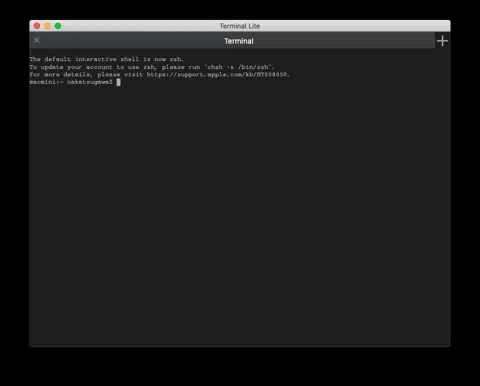 Terminal Lite
Terminal
The default interactive shell is now zsh.
To update your account to use zsh, please run `chsh -s /bin/zsh`.
For more details, please visit https://support.apple.com/kb/HT208050.
macmini:~ nakatsugawa$